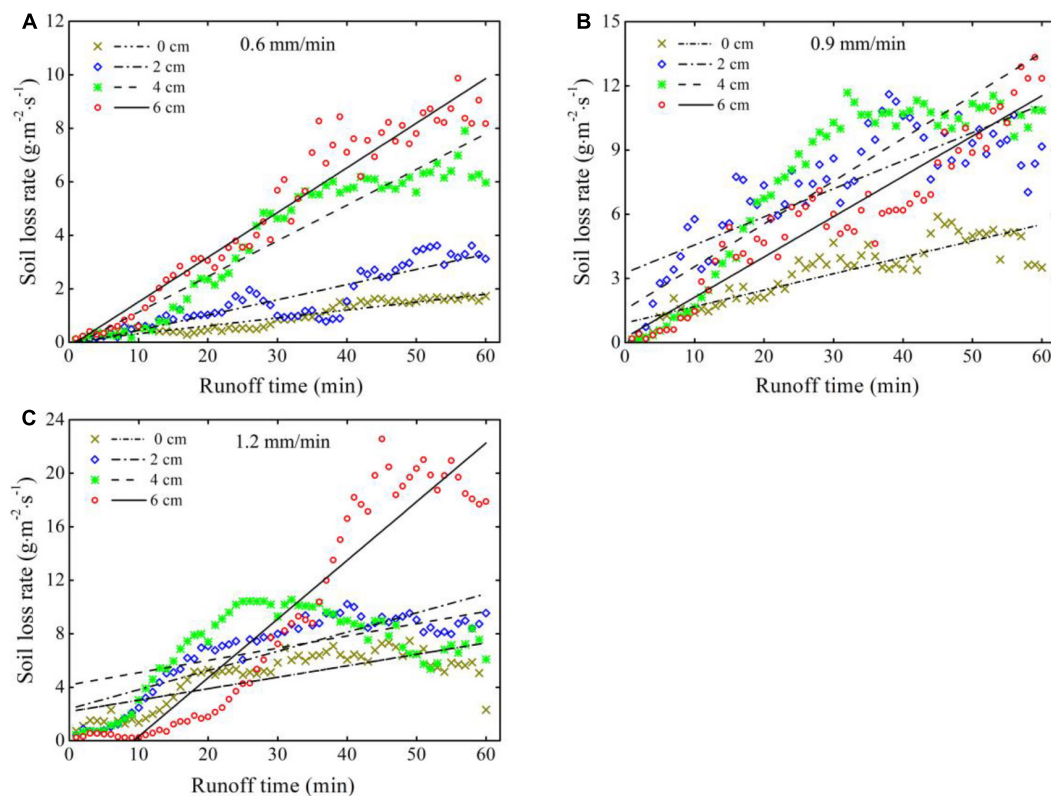 A
12
10
8
6
4
2
0
0 cm
2 cm
4 cm
6 cm
0.6 mm/min
Soil loss rate (g·m⁻²·s⁻¹)
0 10 20 30 40 50 60
Runoff time (min)
B
15
12
9
6
3
0
0 cm
2 cm
4 cm
6 cm
0.9 mm/min
Soil loss rate (g·m⁻²·s⁻¹)
0 10 20 30 40 50 60
Runoff time (min)
C
24
20
16
12
8
4
0
0 cm
2 cm
4 cm
6 cm
1.2 mm/min
Soil loss rate (g·m⁻²·s⁻¹)
0 10 20 30 40 50 60
Runoff time (min)